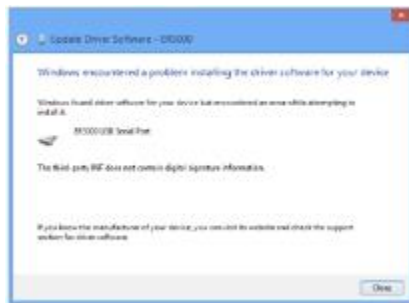 Update Driver Software - ER5000
Windows encountered a problem installing the driver software for your device
Windows found driver software for your device but encountered an error while attempting to
install it.
ER5000 USB Serial Port
The third-party INF does not contain digital signature information.
If you know the manufacturer of your device, you can visit its website and check the support
section for driver software.
Close